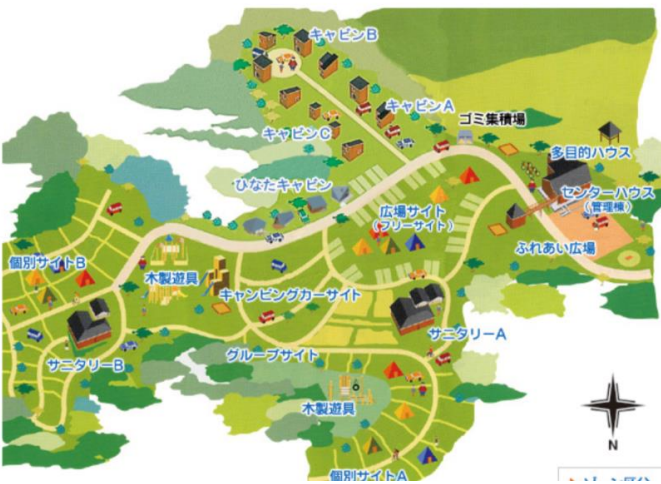 キャビンB
キャビンA
ゴミ集積場
キャビンC
多目的ハウス
ひなたキャビン
センターハウス
(管理棟)
広場サイト
(フリーサイト)
ふれあい広場
個別サイトB
木製遊具
キャンピングカーサイト
サニタリーA
サニタリーB
グループサイト
木製遊具
N
個別サイトA